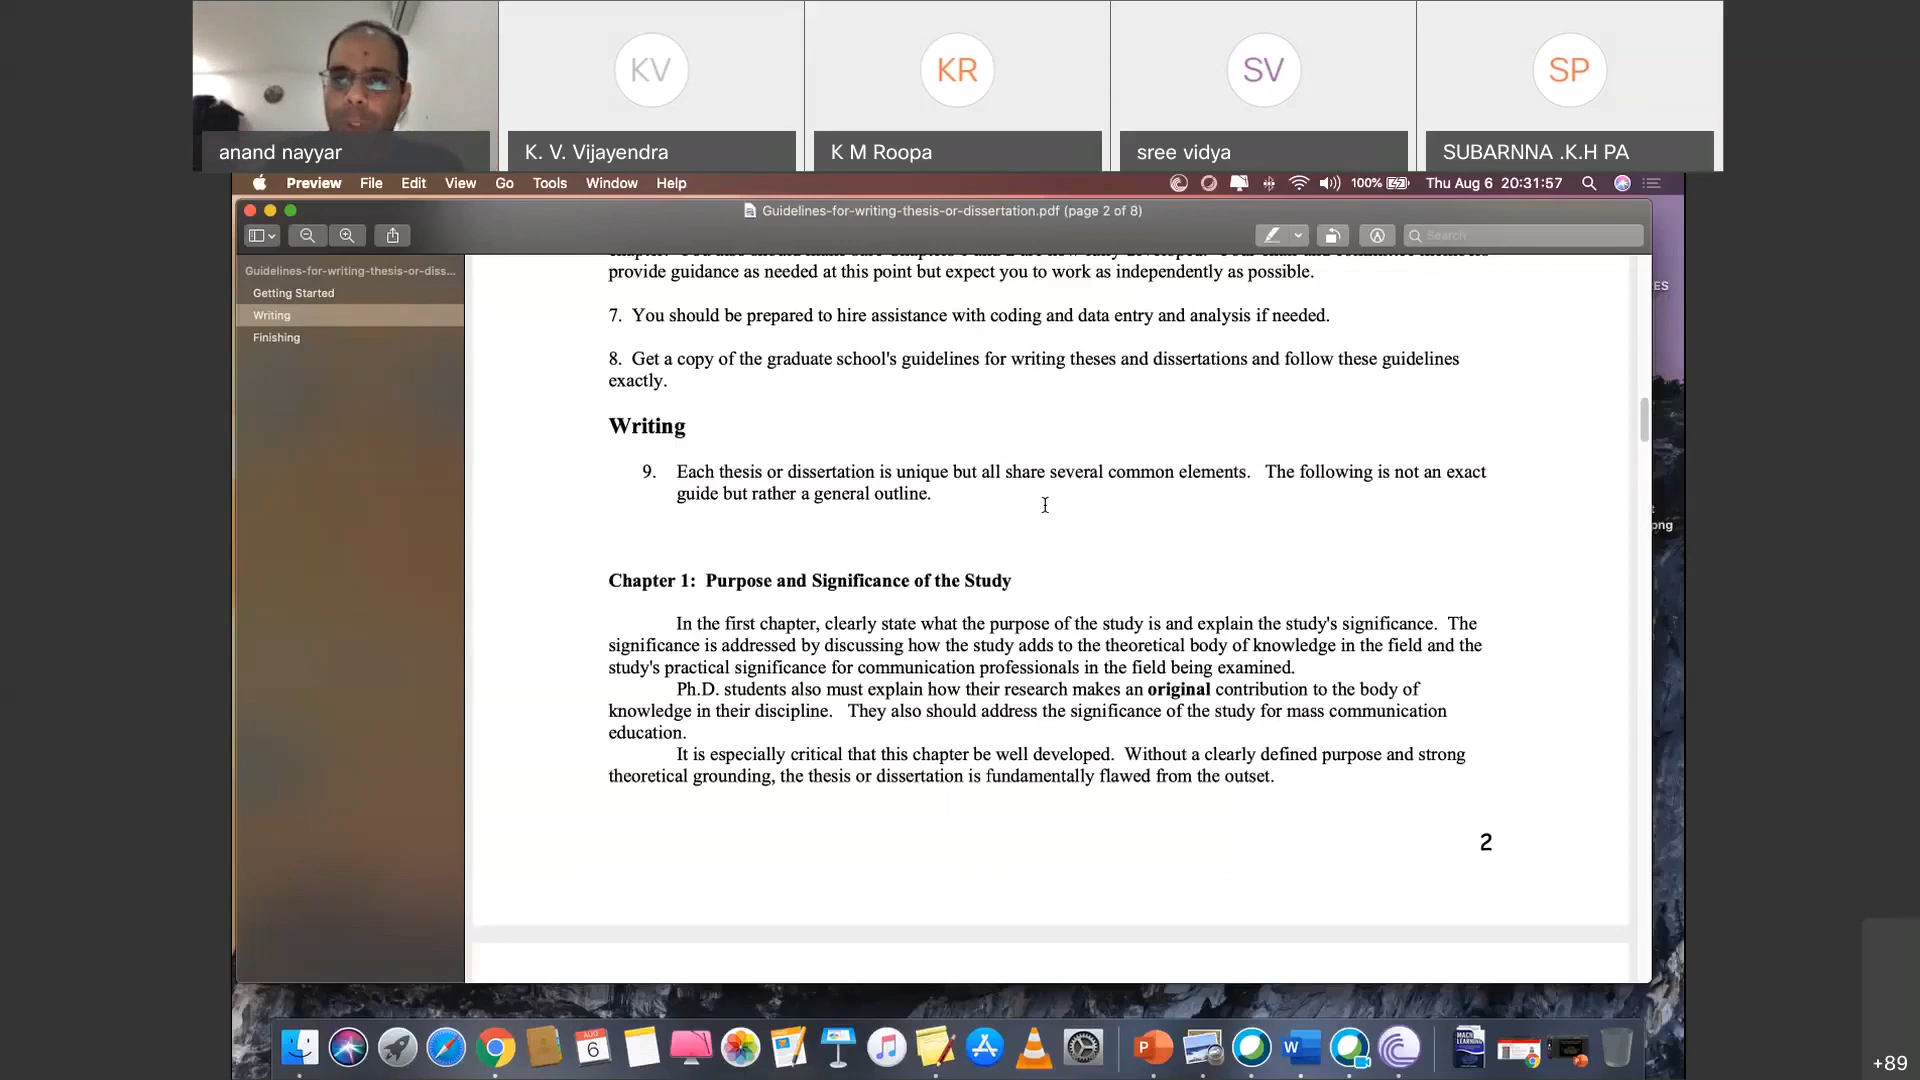 KV
KR
SV
SP
anand nayyar
K. V. Vijayendra
K M Roopa
sree vidya
SUBARNNA .K.H PA
Preview File Edit View Go Tools Window Help
100% Thu Aug 6 20:31:57
Guidelines-for-writing-thesis-or-dissertation.pdf (page 2 of 8)
Search
Guidelines-for-writing-thesis-or-diss...
Getting Started
Writing
Finishing
provide guidance as needed at this point but expect you to work as independently as possible.
7. You should be prepared to hire assistance with coding and data entry and analysis if needed.
8. Get a copy of the graduate school's guidelines for writing theses and dissertations and follow these guidelines
exactly.
Writing
9. Each thesis or dissertation is unique but all share several common elements. The following is not an exact
guide but rather a general outline.
Chapter 1: Purpose and Significance of the Study
In the first chapter, clearly state what the purpose of the study is and explain the study's significance. The
significance is addressed by discussing how the study adds to the theoretical body of knowledge in the field and the
study's practical significance for communication professionals in the field being examined.
Ph.D. students also must explain how their research makes an original contribution to the body of
knowledge in their discipline. They also should address the significance of the study for mass communication
education.
It is especially critical that this chapter be well developed. Without a clearly defined purpose and strong
theoretical grounding, the thesis or dissertation is fundamentally flawed from the outset.
2
ES
t
ong
AUG
6
P
W
+89